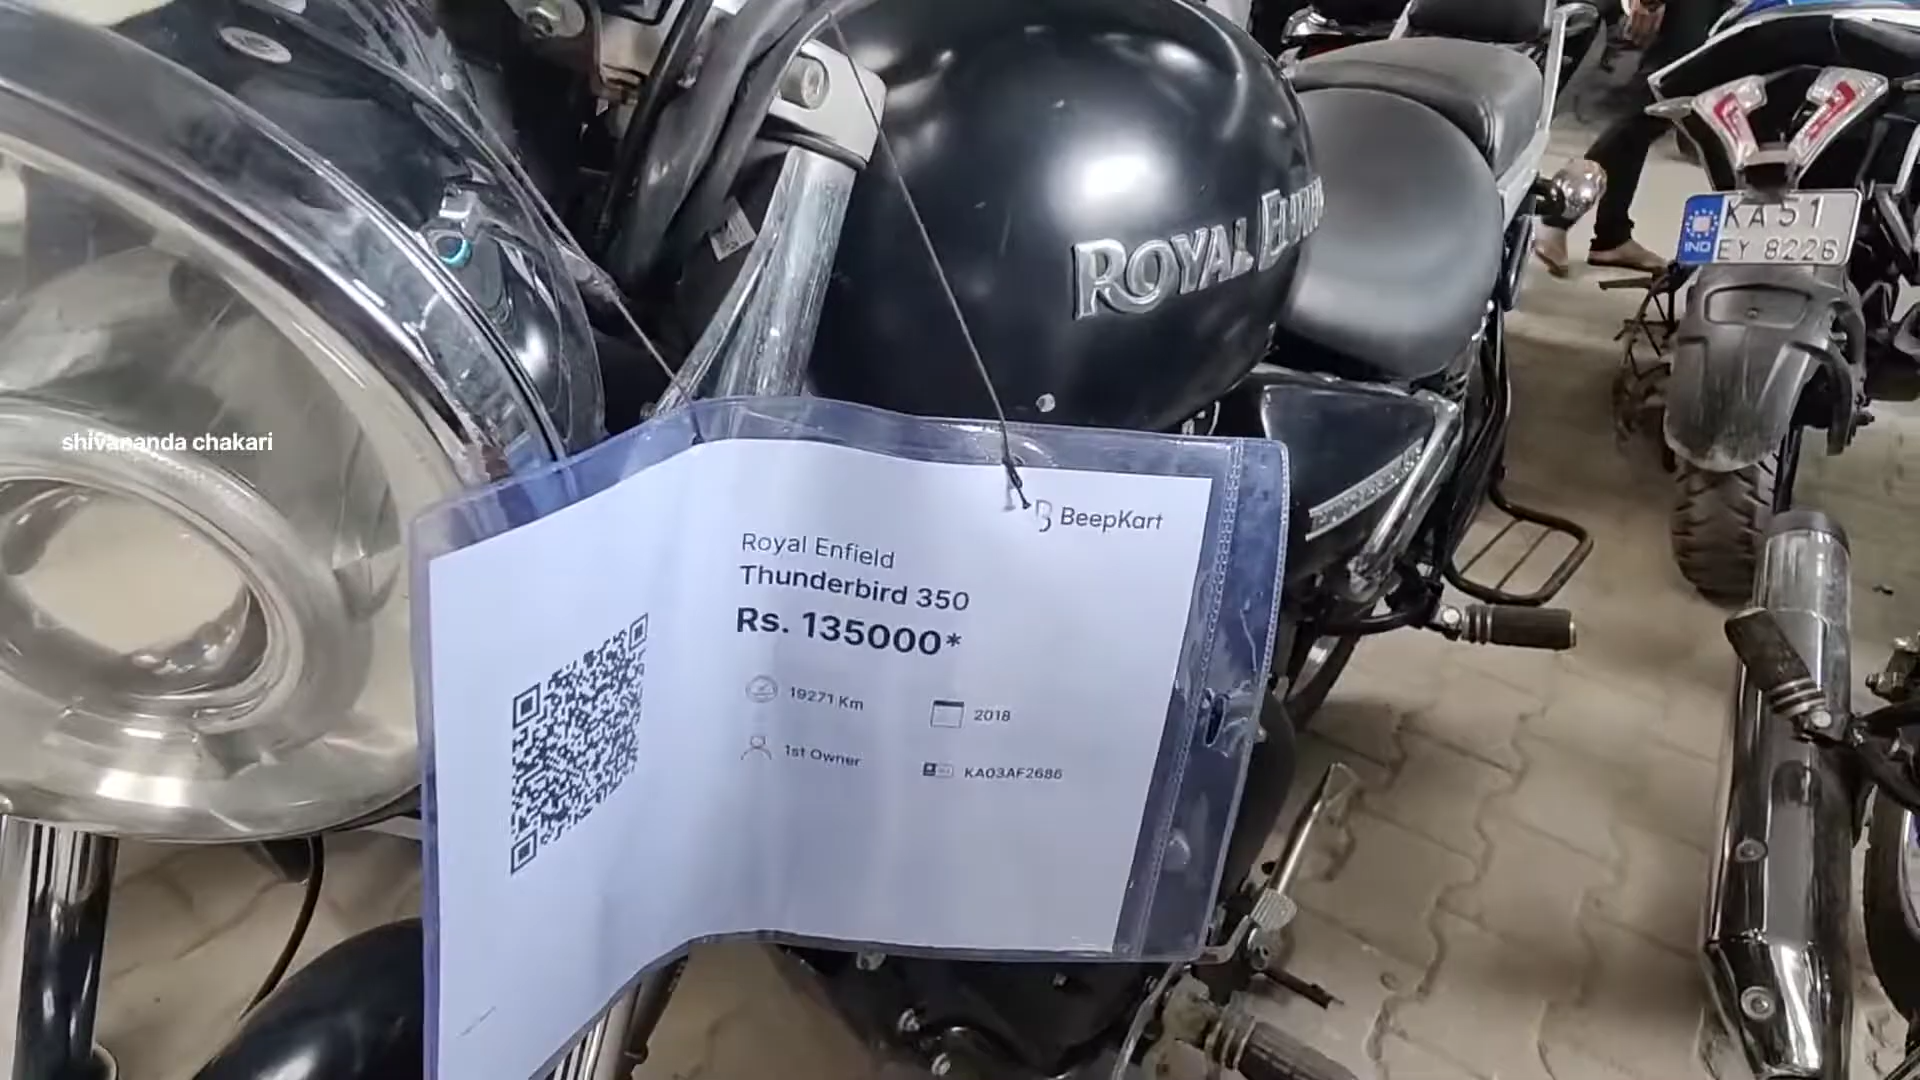 ROYAL
KA 51
IND
EY 8226
shivananda chakari
BeepKart
Royal Enfield
Thunderbird 350
Rs. 135000*
19271 Km
2018
1st Owner
KA03AF2686